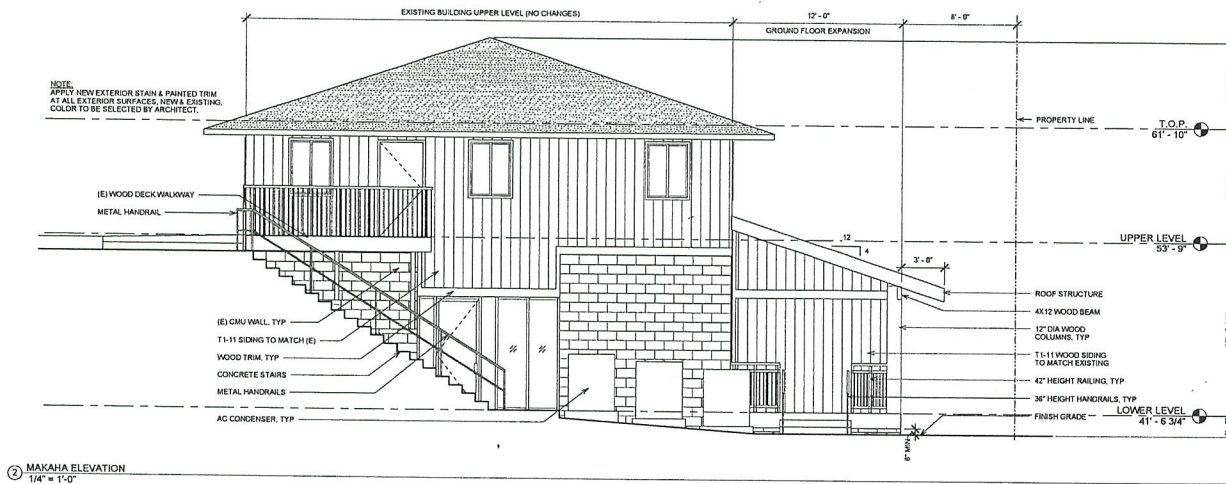 EXISTING BUILDING UPPER LEVEL (NO CHANGES)
12' - 0"
8' - 0"
GROUND FLOOR EXPANSION
NOTE:
APPLY NEW EXTERIOR STAIN & PAINTED TRIM
AT ALL EXTERIOR SURFACES, NEW & EXISTING,
COLOR TO BE SELECTED BY ARCHITECT.
PROPERTY LINE
T.O.P.
61' - 10"
(E) WOOD DECK WALKWAY
METAL HANDRAIL
12
4
UPPER LEVEL
53' - 9"
3' - 0"
ROOF STRUCTURE
4X12 WOOD BEAM
12" DIA WOOD
COLUMNS, TYP
(E) CMU WALL, TYP
T1-11 SIDING TO MATCH (E)
WOOD TRIM, TYP
CONCRETE STAIRS
METAL HANDRAILS
AC CONDENSER, TYP
T1-11 WOOD SIDING
TO MATCH EXISTING
42" HEIGHT RAILING, TYP
36" HEIGHT HANDRAILS, TYP
FINISH GRADE
LOWER LEVEL
41' - 6 3/4"
6" MIN
2
MAKAHA ELEVATION
1/4" = 1'-0"